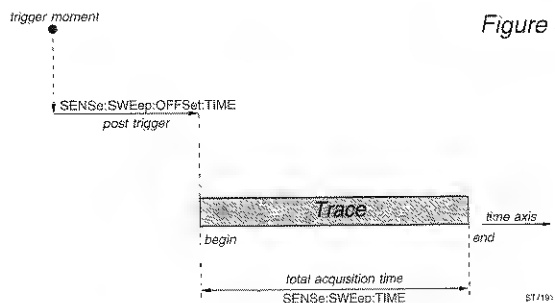 trigger moment
Figure
SENSe:SWEep:OFFSet:TIME
post trigger
Trace
time axis
begin
end
total acquisition time
SENSe:SWEep:TIME